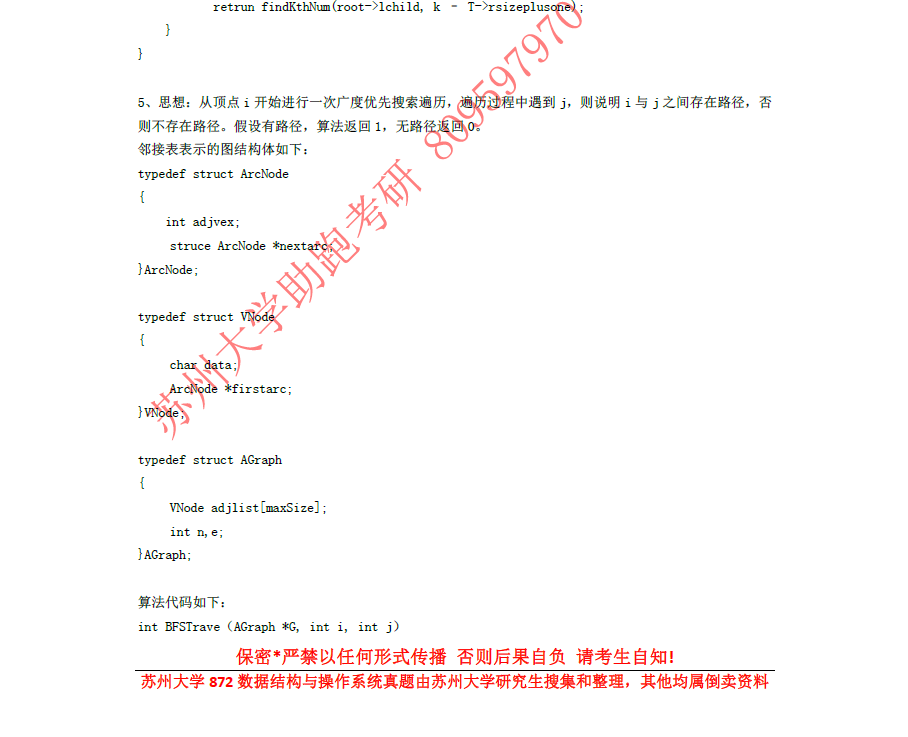 retrun findKthNum(root->lchild, k – T->rsizeplusone);
}
}
5、思想：从顶点 i 开始进行一次广度优先搜索遍历，遍历过程中遇到 j，则说明 i 与 j 之间存在路径，否
则不存在路径。假设有路径，算法返回 1，无路径返回 0。
邻接表表示的图结构体如下：
typedef struct ArcNode
{
int adjvex;
struce ArcNode *nextarc;
}ArcNode;
typedef struct VNode
{
char data;
ArcNode *firstarc;
}VNode;
typedef struct AGraph
{
VNode adjlist[maxSize];
int n,e;
}AGraph;
算法代码如下：
int BFSTrave（AGraph *G, int i, int j）
苏州大学助跑考研 809597970
保密*严禁以任何形式传播 否则后果自负 请考生自知!
苏州大学 872 数据结构与操作系统真题由苏州大学研究生搜集和整理，其他均属倒卖资料